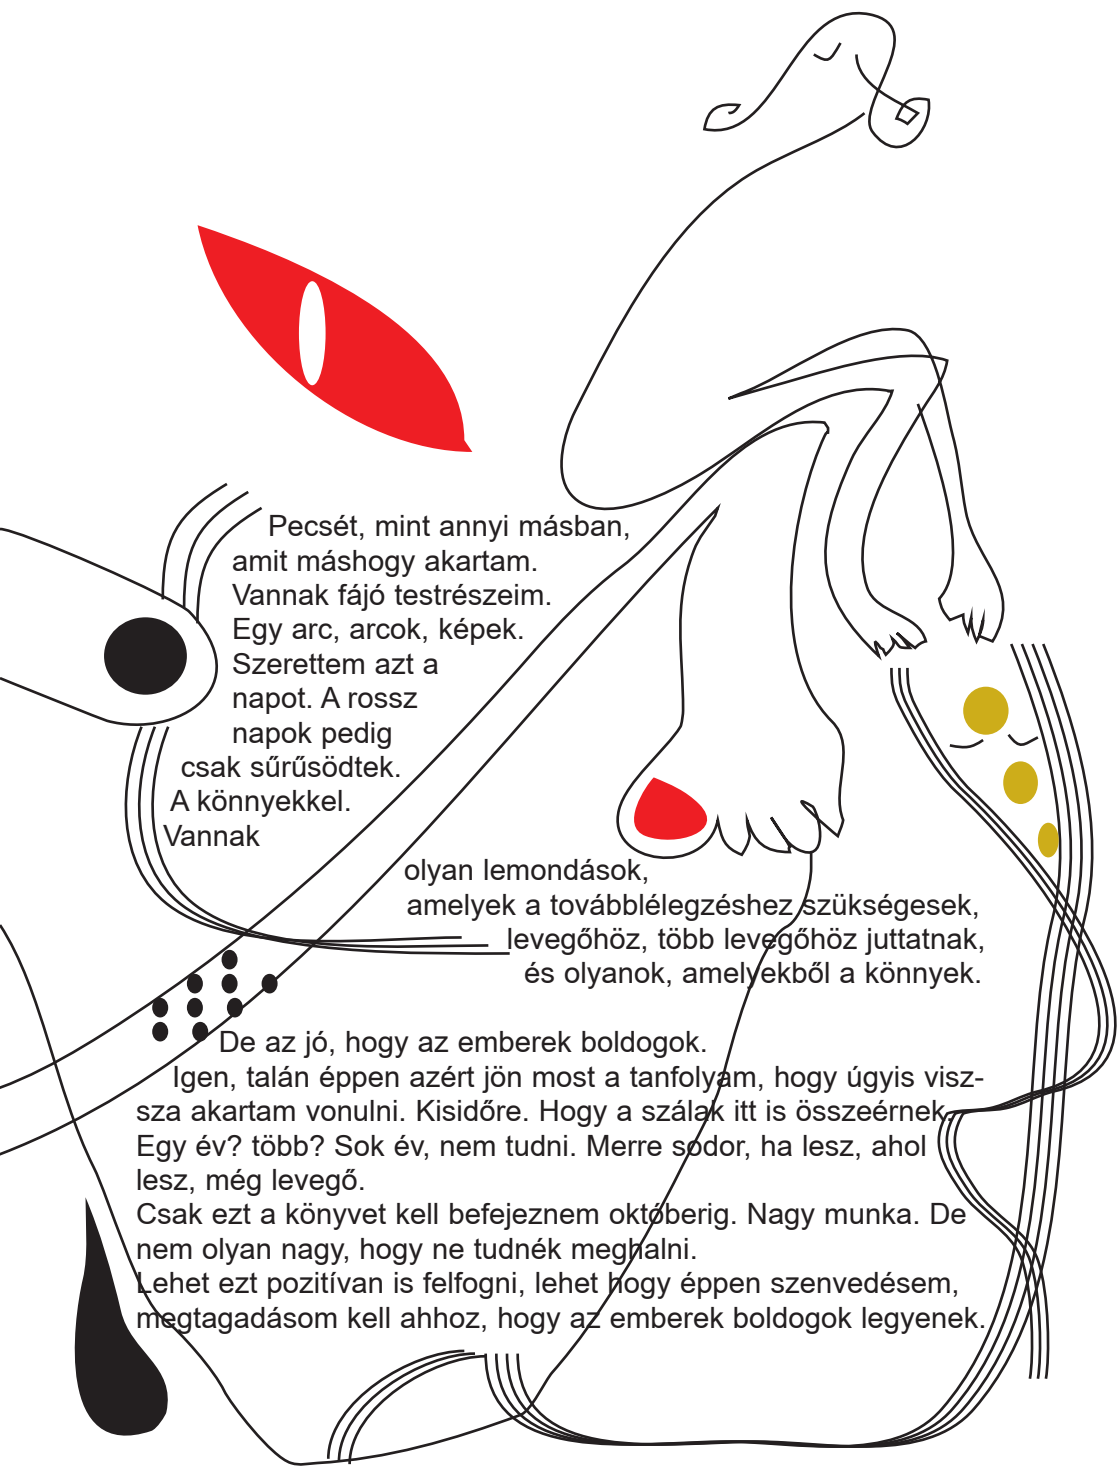 Pecsét, mint annyi másban,
amit máshogy akartam.
Vannak fájó testrészeim.
Egy arc, arcok, képek.
Szerettem azt a
napot. A rossz
napok pedig
csak sűrűsödtek.
A könnyekkel.
Vannak
olyan lemondások,
amelyek a továbblélegzéshez szükségesek,
levegőhöz, több levegőhöz juttatnak,
és olyanok, amelyekből a könnyek.
De az jó, hogy az emberek boldogok.
Igen, talán éppen azért jön most a tanfolyam, hogy úgyis visz-
sza akartam vonulni. Kisidőre. Hogy a szálak itt is összeérnek.
Egy év? több? Sok év, nem tudni. Merre sodor, ha lesz, ahol
lesz, még levegő.
Csak ezt a könyvet kell befejeznem októberig. Nagy munka. De
nem olyan nagy, hogy ne tudnék meghalni.
Lehet ezt pozitívan is felfogni, lehet hogy éppen szenvedésem,
megtagadásom kell ahhoz, hogy az emberek boldogok legyenek.